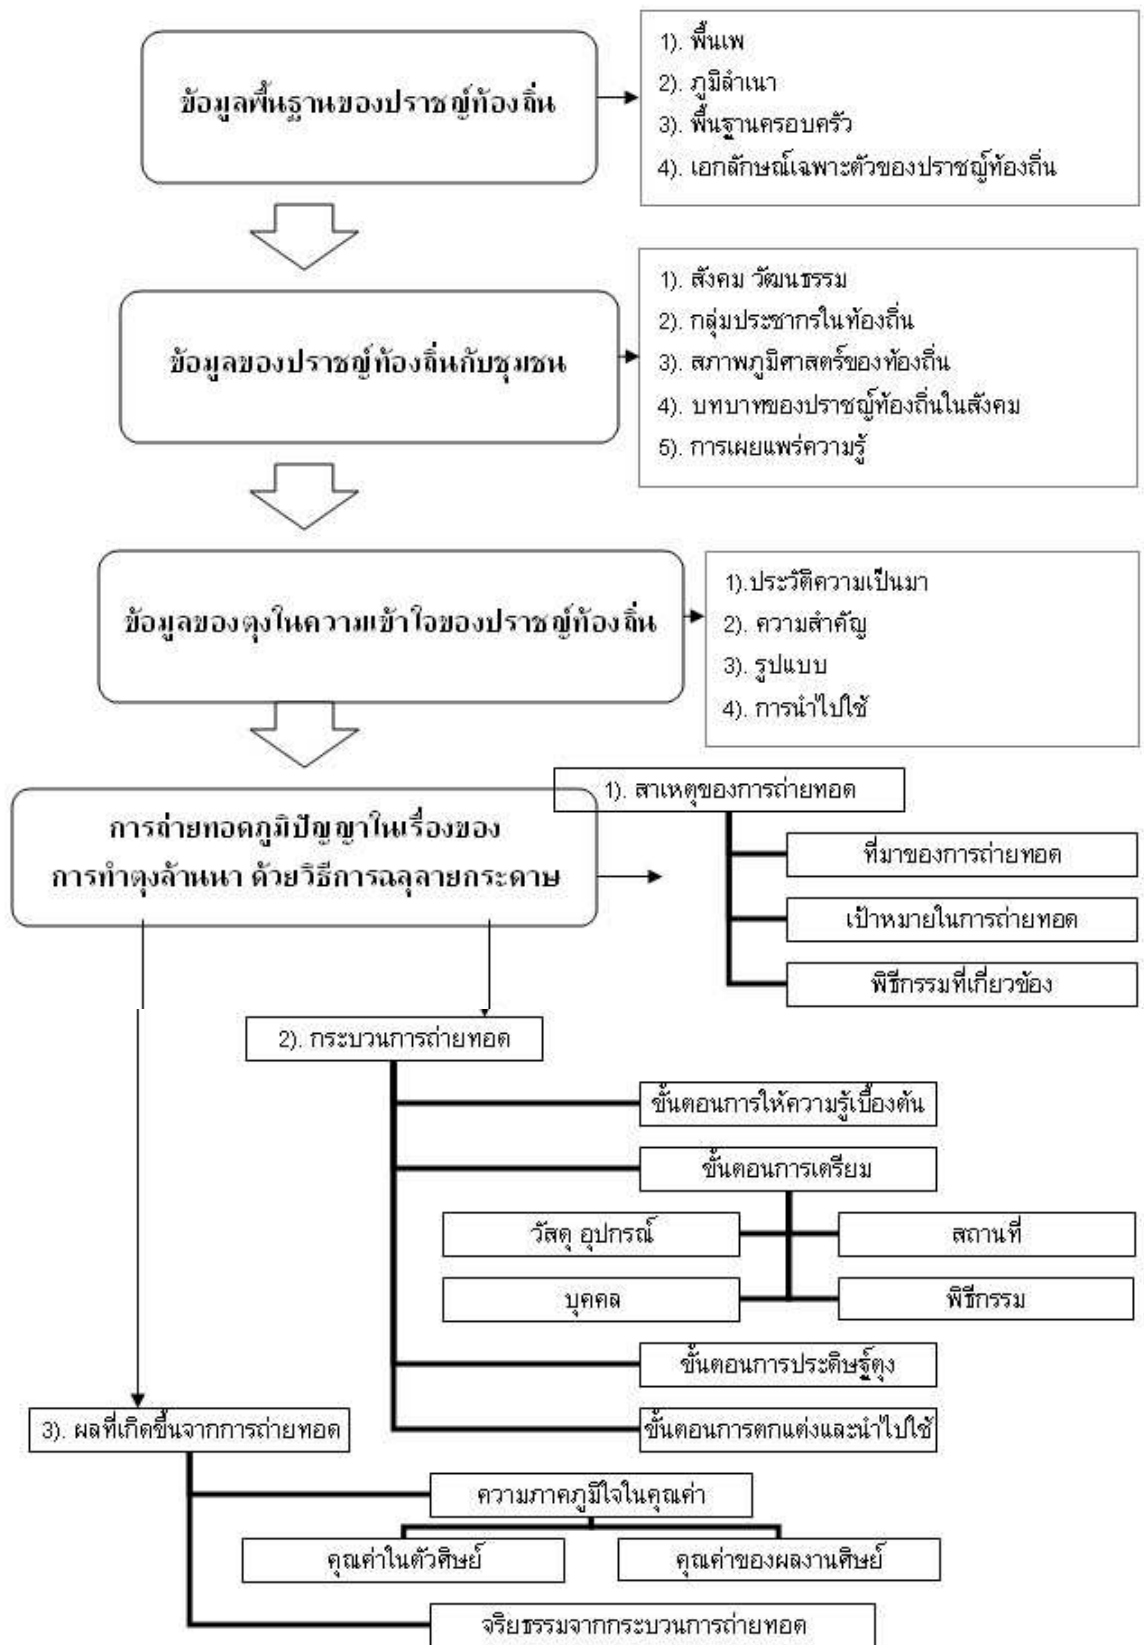 ข้อมูลพื้นฐานของปราชญ์ท้องถิ่น
1). พื้นเพ
2). ภูมิลำเนา
3). พื้นฐานครอบครัว
4). เอกลักษณ์เฉพาะตัวของปราชญ์ท้องถิ่น
ข้อมูลของปราชญ์ท้องถิ่นกับชุมชน
1). สังคม วัฒนธรรม
2). กลุ่มประชากรในท้องถิ่น
3). สภาพภูมิศาสตร์ของท้องถิ่น
4). บทบาทของปราชญ์ท้องถิ่นในสังคม
5). การเผยแพร่ความรู้
ข้อมูลของตุงในความเข้าใจของปราชญ์ท้องถิ่น
1).ประวัติความเป็นมา
2). ความสำคัญ
3). รูปแบบ
4). การนำไปใช้
การถ่ายทอดภูมิปัญญาในเรื่องของ
การทำตุงล้านนา ด้วยวิธีการฉลุลายกระดาษ
1). สาเหตุของการถ่ายทอด
ที่มาของการถ่ายทอด
เป้าหมายในการถ่ายทอด
พิธีกรรมที่เกี่ยวข้อง
2). กระบวนการถ่ายทอด
ขั้นตอนการให้ความรู้เบื้องต้น
ขั้นตอนการเตรียม
วัสดุ อุปกรณ์
สถานที่
บุคคล
พิธีกรรม
ขั้นตอนการประดิษฐ์ตุง
ขั้นตอนการตกแต่งและนำไปใช้
3). ผลที่เกิดขึ้นจากการถ่ายทอด
ความภาคภูมิใจในคุณค่า
คุณค่าในตัวศิษย์
คุณค่าของผลงานศิษย์
จริยธรรมจากกระบวนการถ่ายทอด